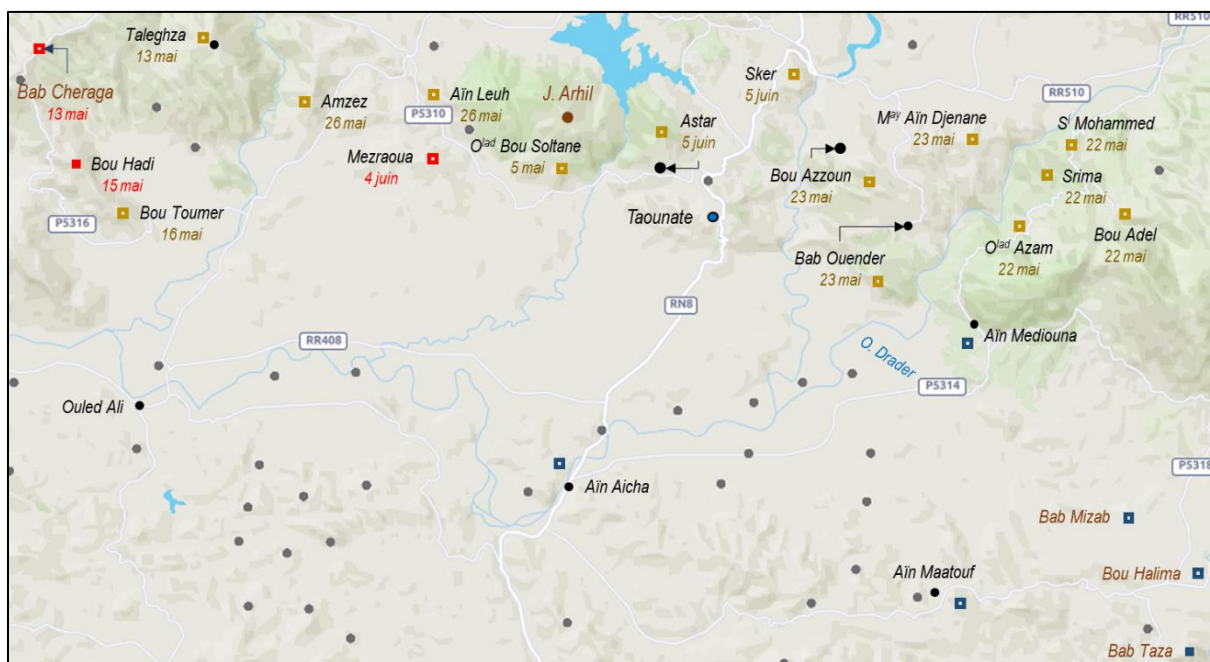 RR510
Taleghza
13 mai
Bab Cheraga
13 mai
Amzez
26 mai
P5310
Aïn Leuh
26 mai
J. Arhil
Sker
5 juin
RR510
Astar
5 juin
M^ay Aïn Djenane
23 mai
S^i Mohammed
22 mai
O^lad Bou Soltane
5 mai
Mezraoua
4 juin
Bou Hadi
15 mai
Bou Azzoun
23 mai
Srima
22 mai
Bou Toumer
16 mai
P5316
Taounate
Bab Ouender
23 mai
O^lad Azam
22 mai
Bou Adel
22 mai
RN8
RR408
Aïn Mediouna
O. Drader
P5314
Ouled Ali
P5318
Aïn Aicha
Bab Mizab
Aïn Maatouf
Bou Halima
Bab Taza